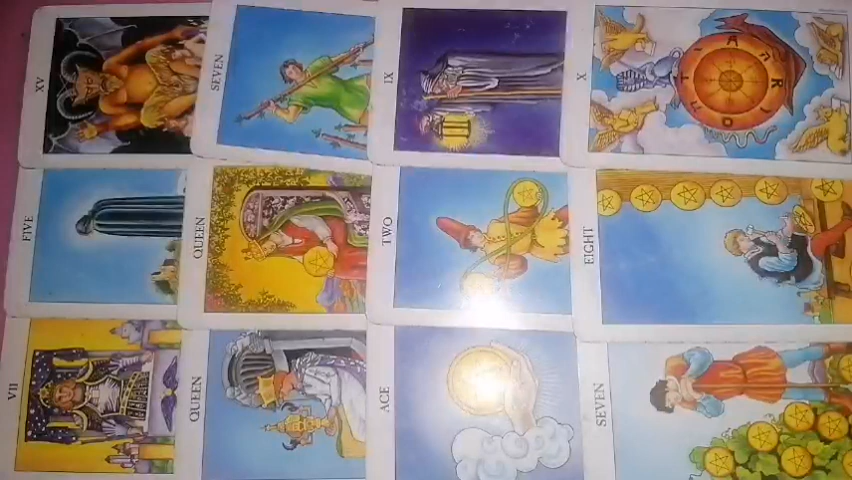 XV
SEVEN
IX
X
FIVE
QUEEN
TWO
EIGHT
VII
QUEEN
ACE
SEVEN